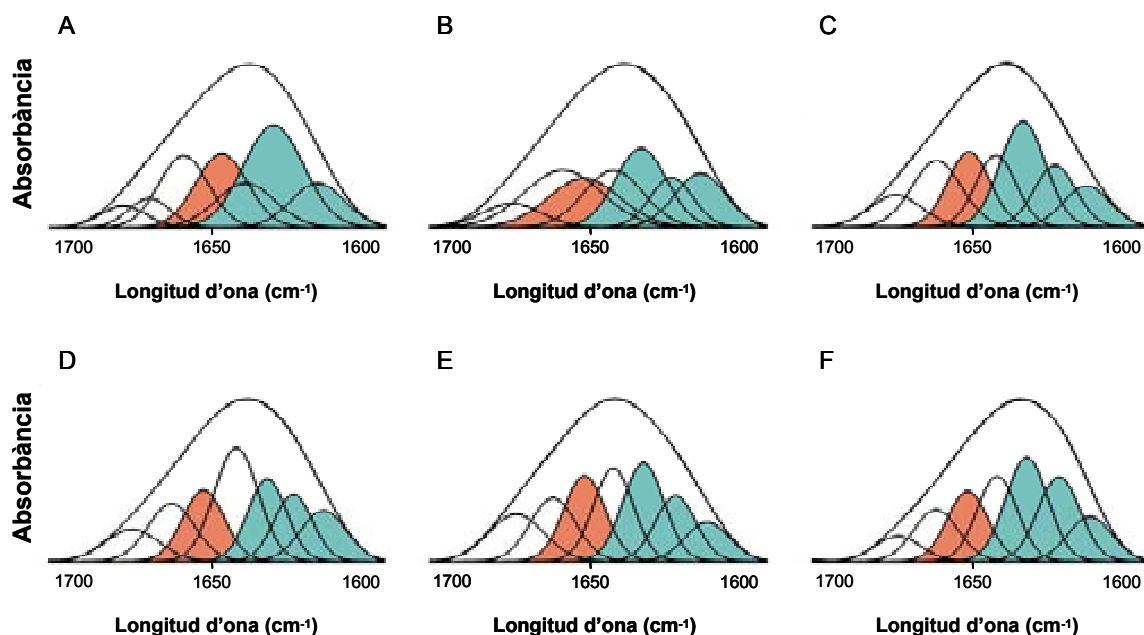 A
B
C
Absorbància
1700
1650
1600
1700
1650
1600
1700
1650
1600
Longitud d’ona (cm-1)
Longitud d’ona (cm-1)
Longitud d’ona (cm-1)
D
E
F
Absorbància
1700
1650
1600
1700
1650
1600
1700
1650
1600
Longitud d’ona (cm-1)
Longitud d’ona (cm-1)
Longitud d’ona (cm-1)